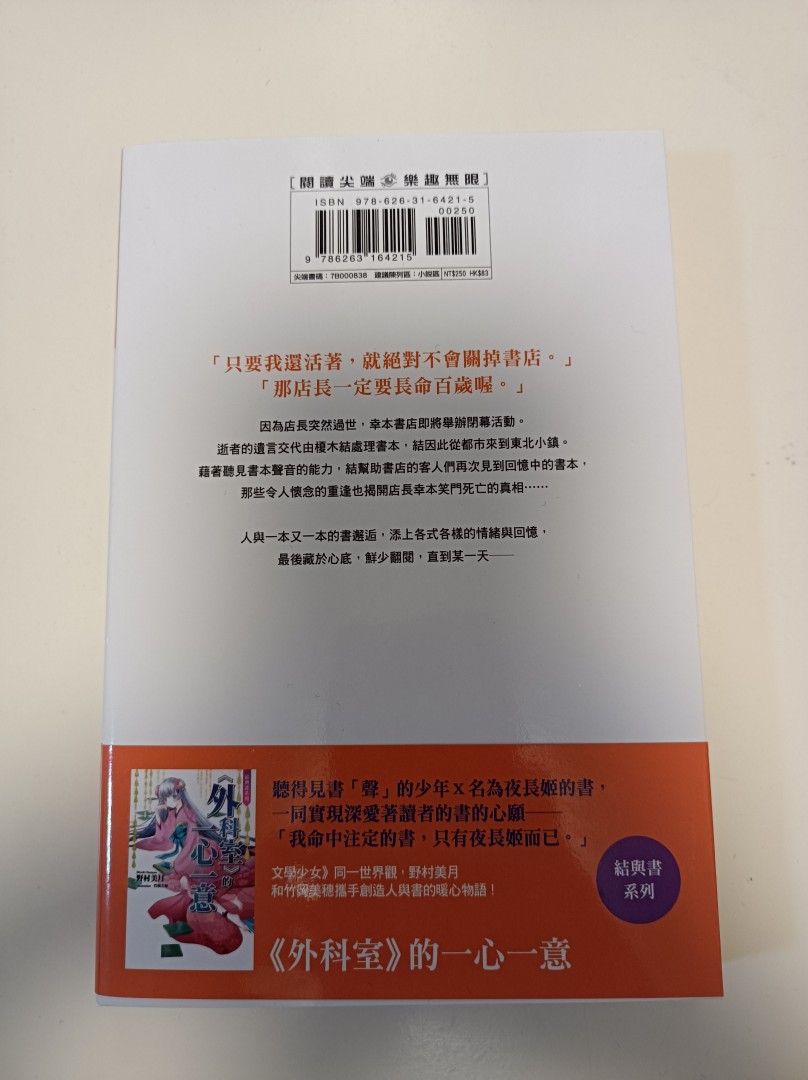 [閱讀尖端 樂趣無限]
ISBN 978-626-31-6421-5
00250
9 786263 164215
尖端書碼：7B000838 建議陳列區：小說區 NT$250 HK$83
「只要我還活著，就絕對不會關掉書店。」
「那店長一定要長命百歲喔。」
因為店長突然過世，幸本書店即將舉辦閉幕活動。
逝者的遺言交代由榎木結處理書本，結因此從都市來到東北小鎮。
藉著聽見書本聲音的能力，結幫助書店的客人們再次見到回憶中的書本，
那些令人懷念的重逢也揭開店長幸本笑門死亡的真相⋯⋯
人與一本又一本的書邂逅，添上各式各樣的情緒與回憶，
最後藏於心底，鮮少翻閱，直到某一天──
《外科室》的
一心一意
野村美月
聽得見書「聲」的少年x名為夜長姬的書，
一同實現深愛著讀者的書的心願──
「我命中注定的書，只有夜長姬而已。」
文學少女》同一世界觀，野村美月
和竹岡美穗攜手創造人與書的暖心物語！
結與書
系列
《外科室》的一心一意